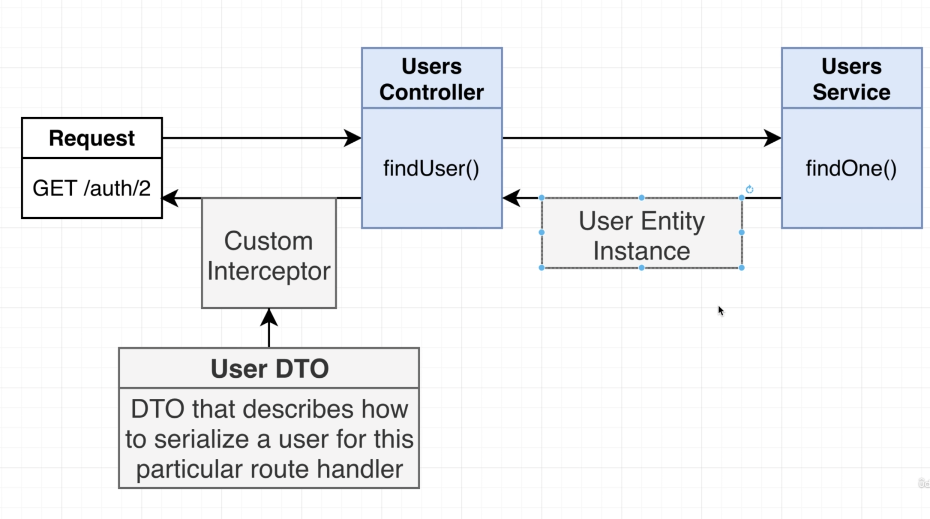 Users
Controller
Users
Service
Request
findUser()
findOne()
GET /auth/2
User Entity
Instance
Custom
Interceptor
User DTO
DTO that describes how
to serialize a user for this
particular route handler